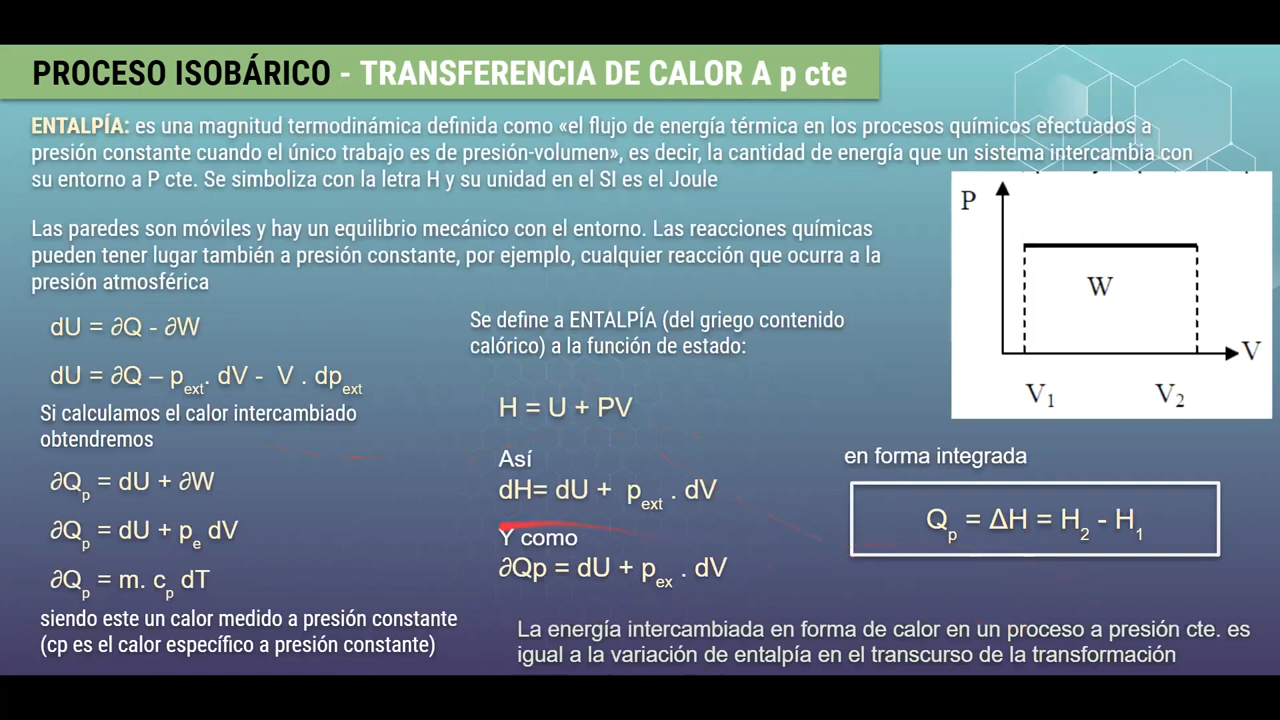 PROCESO ISOBÁRICO - TRANSFERENCIA DE CALOR A p cte
ENTALPÍA: es una magnitud termodinámica definida como «el flujo de energía térmica en los procesos químicos efectuados a
presión constante cuando el único trabajo es de presión-volumen», es decir, la cantidad de energía que un sistema intercambia con
su entorno a P cte. Se simboliza con la letra H y su unidad en el SI es el Joule
Las paredes son móviles y hay un equilibrio mecánico con el entorno. Las reacciones químicas
pueden tener lugar también a presión constante, por ejemplo, cualquier reacción que ocurra a la
presión atmosférica
dU = ∂Q - ∂W
dU = ∂Q – p_ext. dV - V . dp_ext
Si calculamos el calor intercambiado
obtendremos
∂Q_p = dU + ∂W
∂Q_p = dU + p_e dV
∂Q_p = m. c_p dT
siendo este un calor medido a presión constante
(cp es el calor específico a presión constante)
Se define a ENTALPÍA (del griego contenido
calórico) a la función de estado:
H = U + PV
Así
dH= dU + p_ext . dV
Y como
∂Qp = dU + p_ex . dV
P
W
V
V_1 V_2
en forma integrada
Q_p = ΔH = H_2 - H_1
La energía intercambiada en forma de calor en un proceso a presión cte. es
igual a la variación de entalpía en el transcurso de la transformación